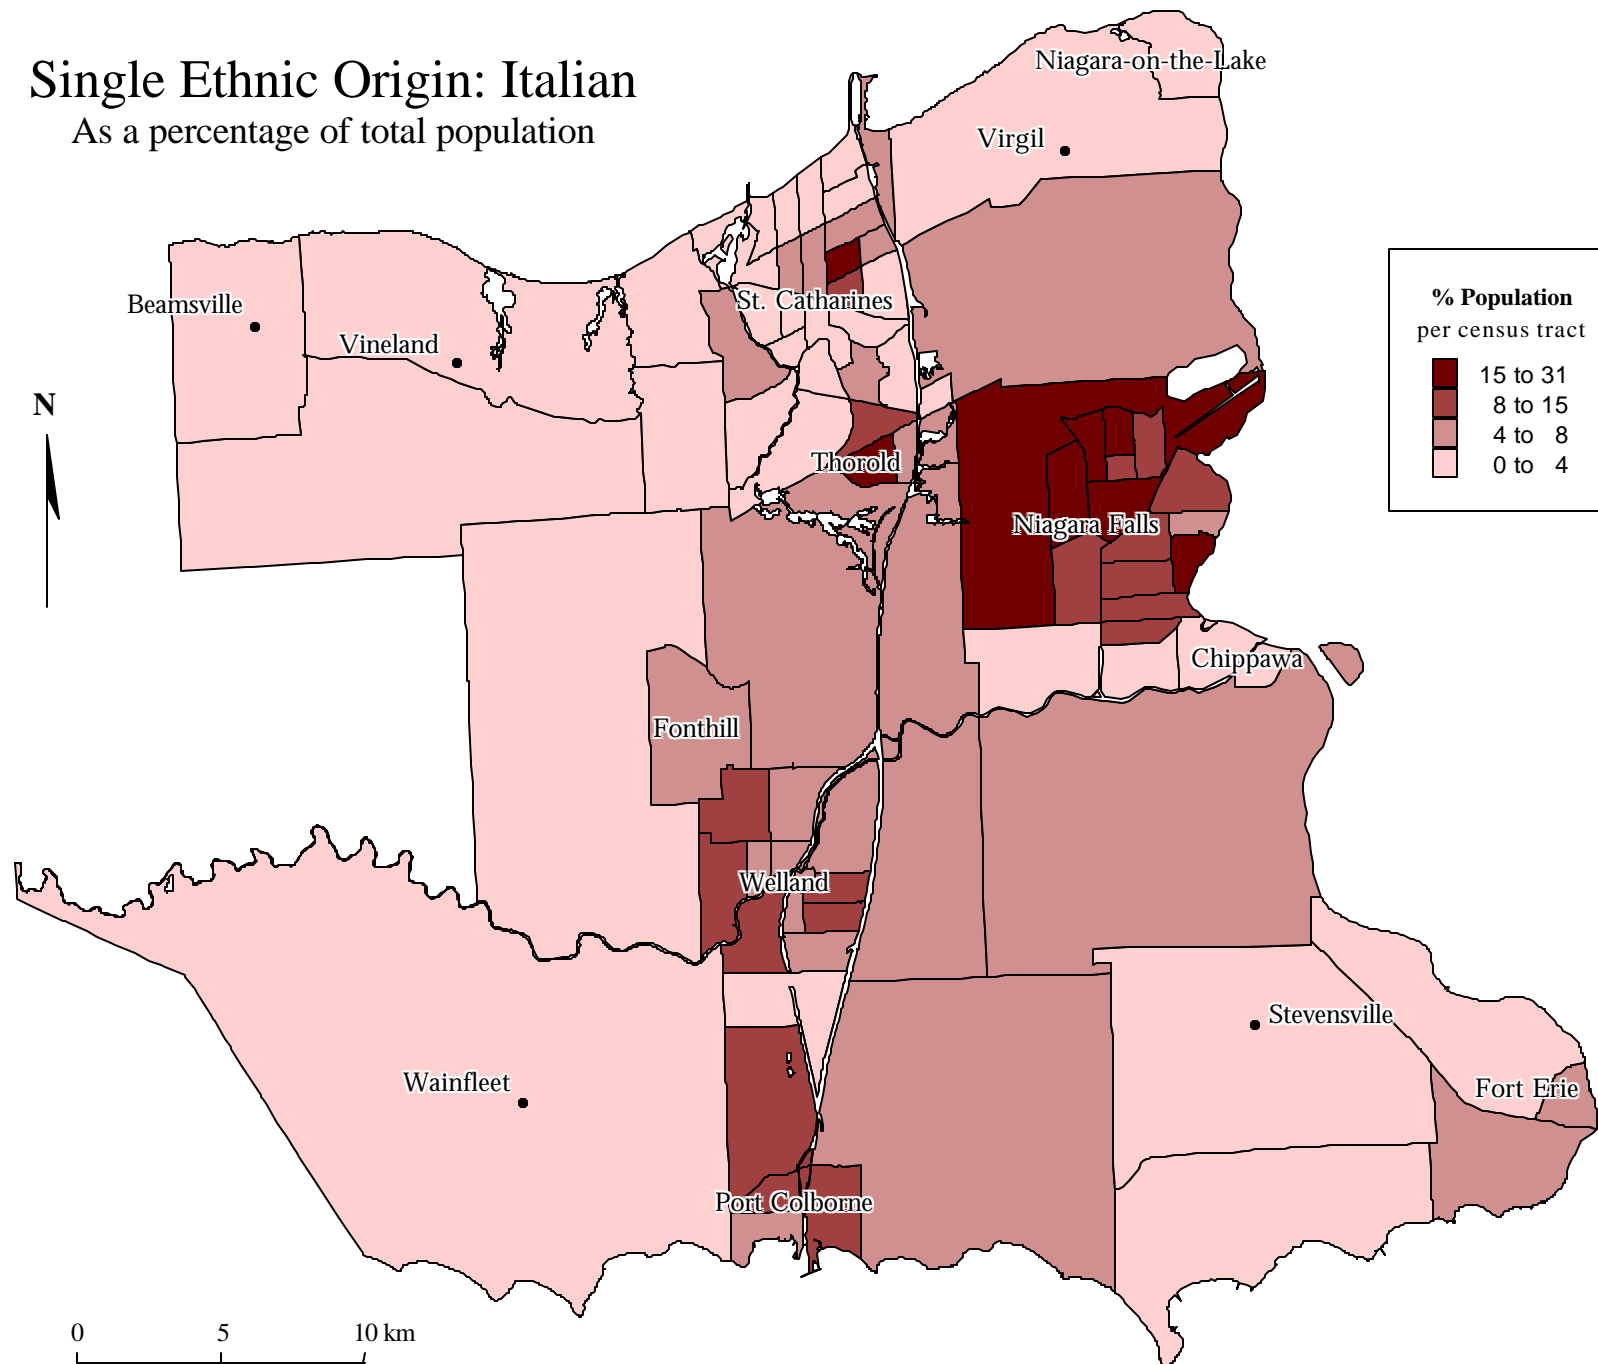 Single Ethnic Origin: Italian
As a percentage of total population
Niagara-on-the-Lake
Virgil
Beamsville
Vineland
St. Catharines
% Population
per census tract
15 to 31
8 to 15
4 to 8
0 to 4
N
Thorold
Niagara Falls
Chippawa
Fonthill
Welland
Stevensville
Wainfleet
Fort Erie
Port Colborne
0 5 10 km